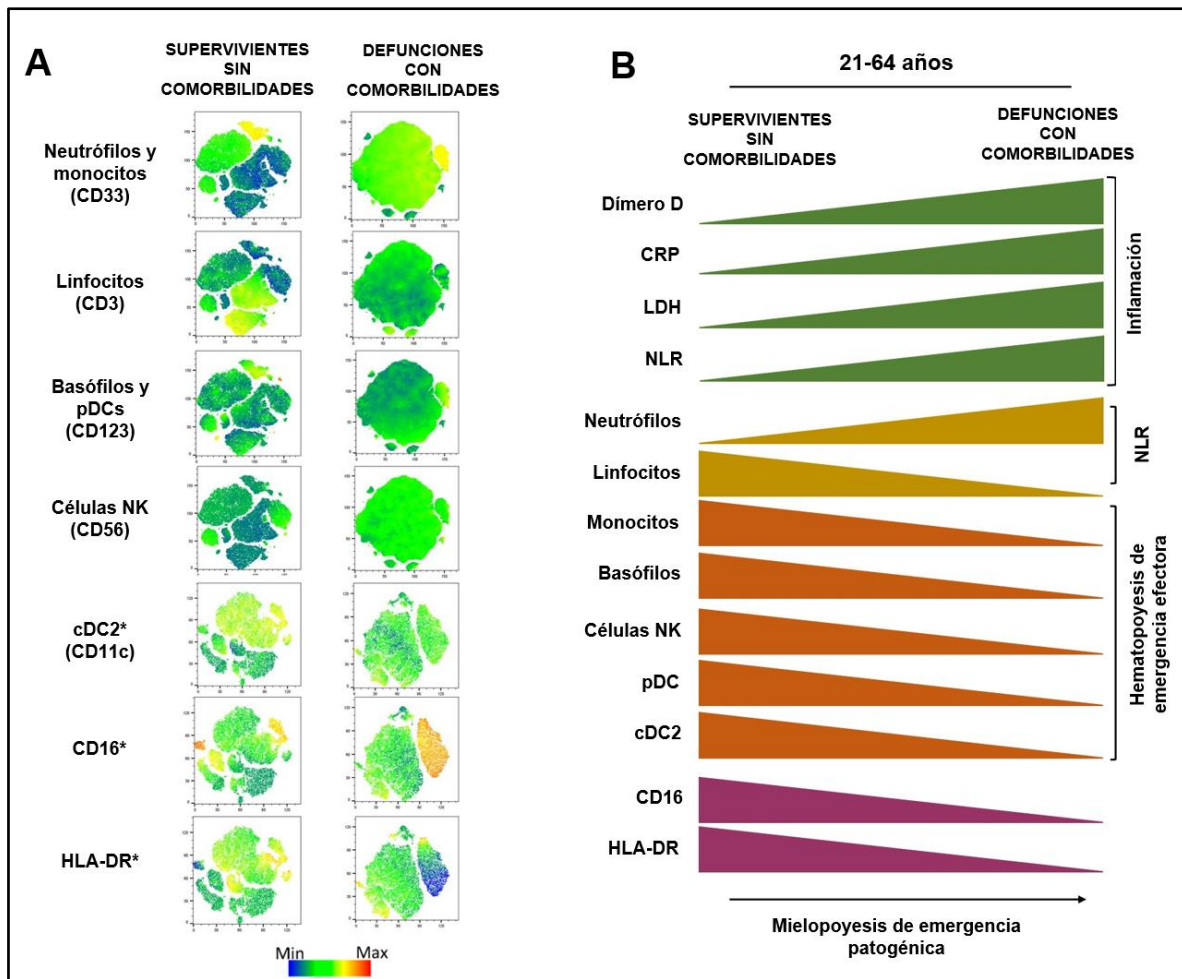 A
SUPERVIVIENTES
SIN
COMORBILIDADES
DEFUNCIONES
CON
COMORBILIDADES
Neutrófilos y
monocitos
(CD33)
Linfocitos
(CD3)
Basófilos y
pDCs
(CD123)
Células NK
(CD56)
cDC2*
(CD11c)
CD16*
HLA-DR*
Min
Max
B
21-64 años
SUPERVIVIENTES
SIN
COMORBILIDADES
DEFUNCIONES
CON
COMORBILIDADES
Dímero D
CRP
LDH
NLR
Inflamación
Neutrófilos
Linfocitos
NLR
Monocitos
Basófilos
Células NK
pDC
cDC2
Hematopoyesis de
emergencia efectora
CD16
HLA-DR
Mielopoyesis de emergencia
patogénica